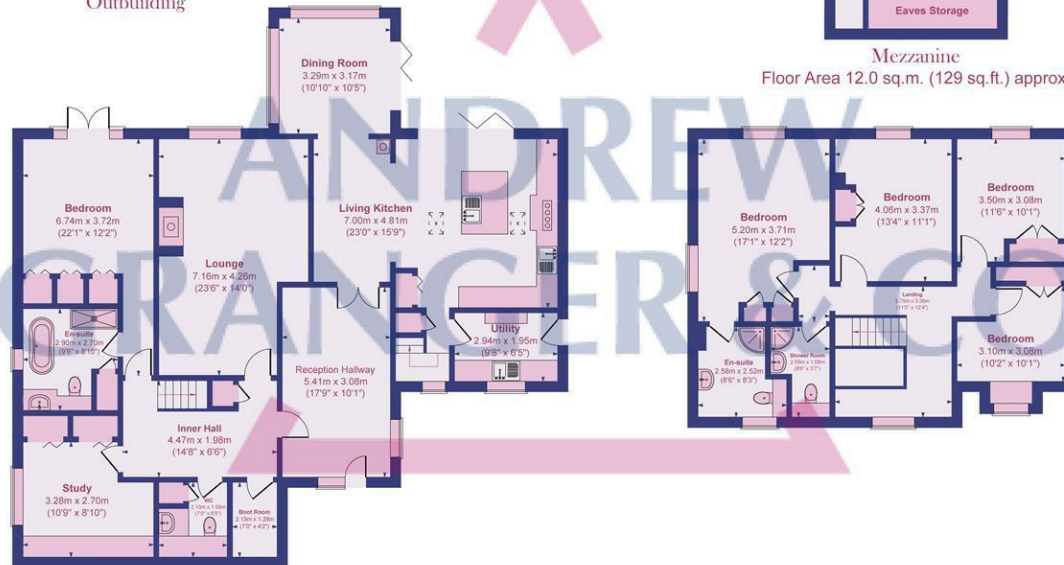 Outbuilding
Eaves Storage
Mezzanine
Floor Area 12.0 sq.m. (129 sq.ft.) approx
ANDREW
GRANGER & CO
Dining Room
3.29m x 3.17m
(10'10" x 10'5")
Bedroom
6.74m x 3.72m
(22'1" x 12'2")
Lounge
7.16m x 4.26m
(23'6" x 14'0")
Living Kitchen
7.00m x 4.81m
(23'0" x 15'9")
Utility
2.94m x 1.95m
(9'8" x 6'5")
En-suite
2.90m x 2.70m
(9'6" x 8'10")
Reception Hallway
5.41m x 3.08m
(17'9" x 10'1")
Inner Hall
4.47m x 1.98m
(14'8" x 6'6")
Study
3.28m x 2.70m
(10'9" x 8'10")
WC
Boot Room
2.13m x 1.28m
(7'0" x 4'2")
Bedroom
5.20m x 3.71m
(17'1" x 12'2")
Bedroom
4.06m x 3.37m
(13'4" x 11'1")
Bedroom
3.50m x 3.08m
(11'6" x 10'1")
Landing
Bedroom
3.10m x 3.08m
(10'2" x 10'1")
En-suite
2.58m x 2.52m
(8'6" x 8'3")
Shower Room